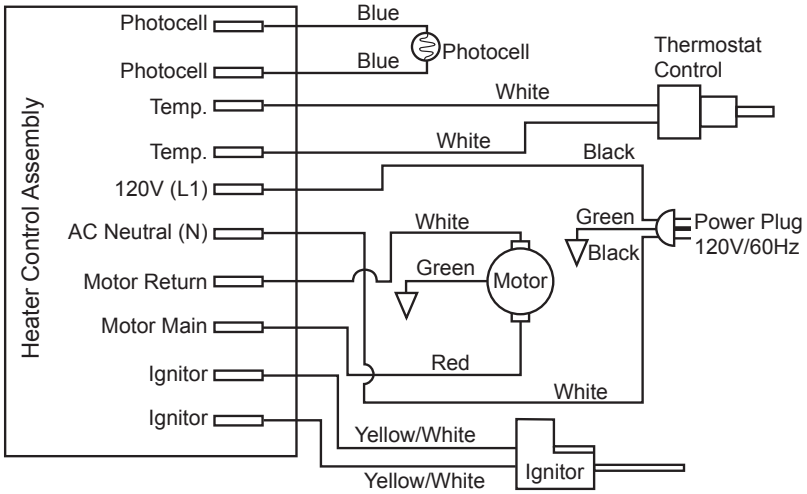 Heater Control Assembly
Photocell
Photocell
Temp.
Temp.
120V (L1)
AC Neutral (N)
Motor Return
Motor Main
Ignitor
Ignitor
Blue
Blue
Photocell
White
White
Thermostat
Control
Black
White
Green
Motor
Green
Black
Power Plug
120V/60Hz
Red
White
Yellow/White
Yellow/White
Ignitor